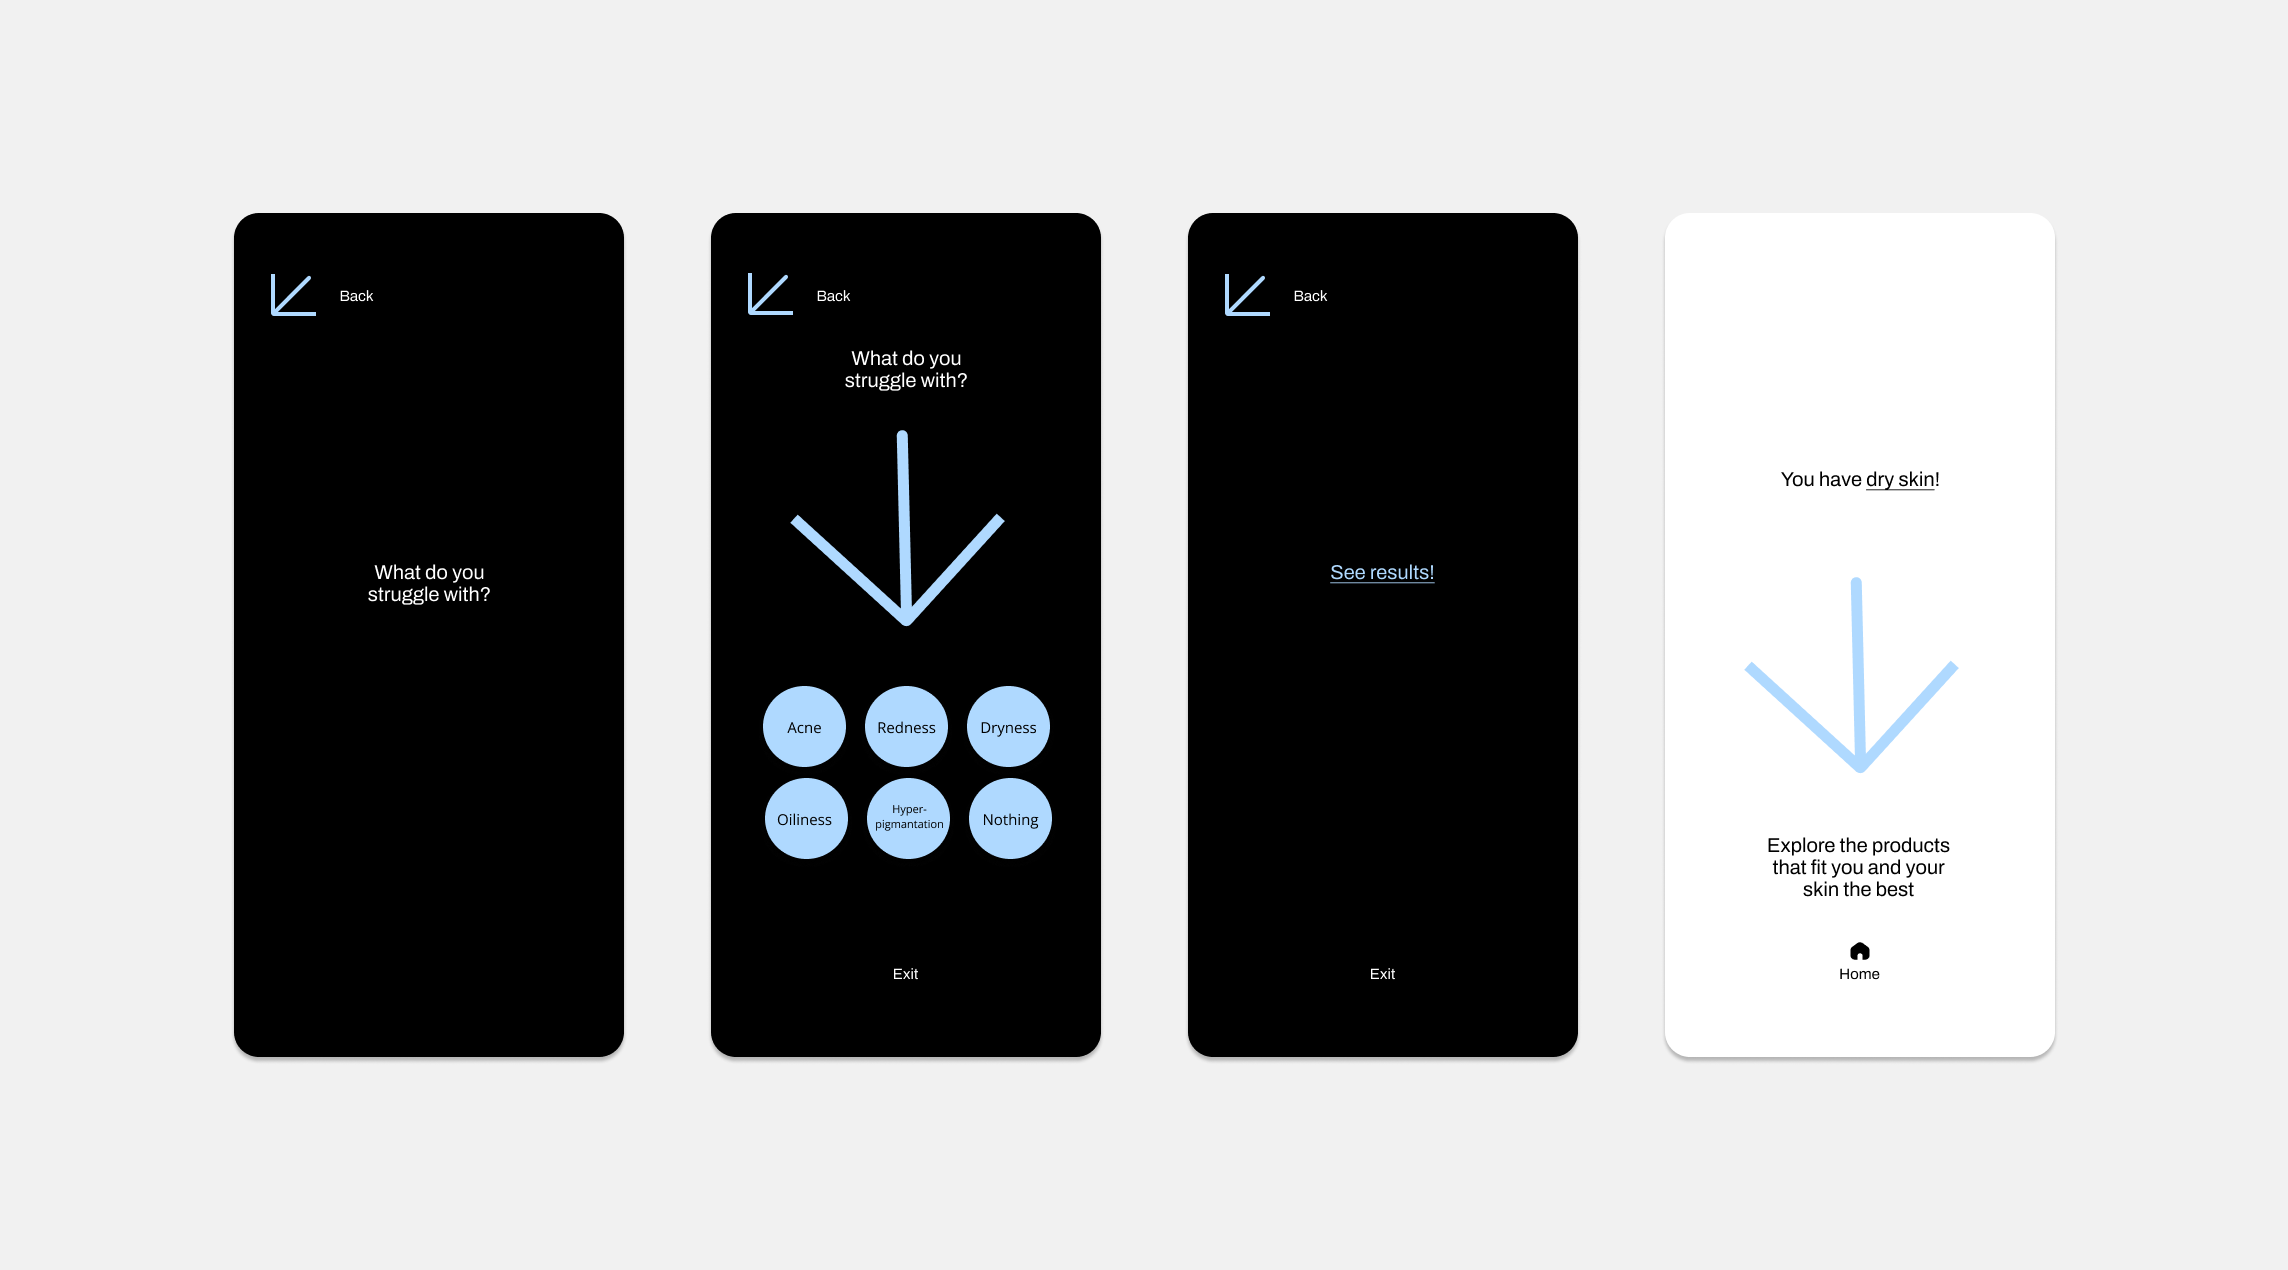 Back
What do you
struggle with?
Back
What do you
struggle with?
Acne
Redness
Dryness
Oiliness
Hyper-
pigmantation
Nothing
Exit
Back
See results!
Exit
You have dry skin!
Explore the products
that fit you and your
skin the best
Home